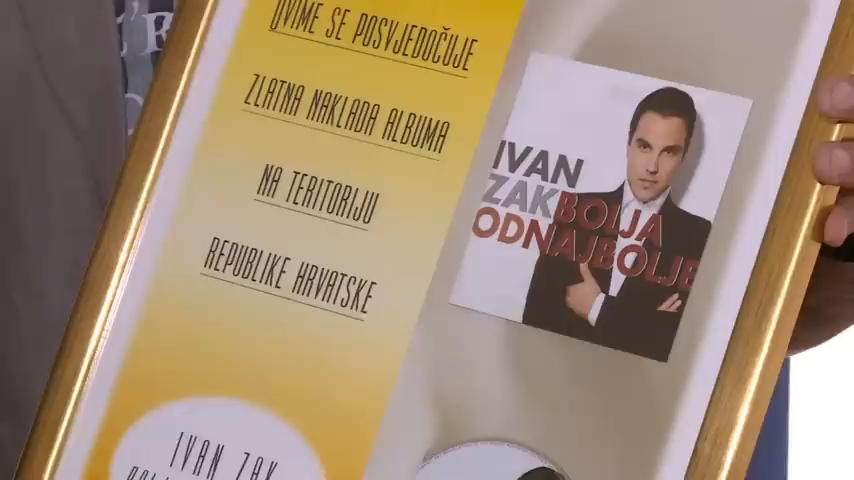 OVIME SE POSVJEDOČUJE
ZLATNA NAKLADA ALBUMA
NA TERITORIJU
REPUBLIKE HRVATSKE
IVAN ZAK
IVAN
ZAK BOLJA
OD NAJBOLJE